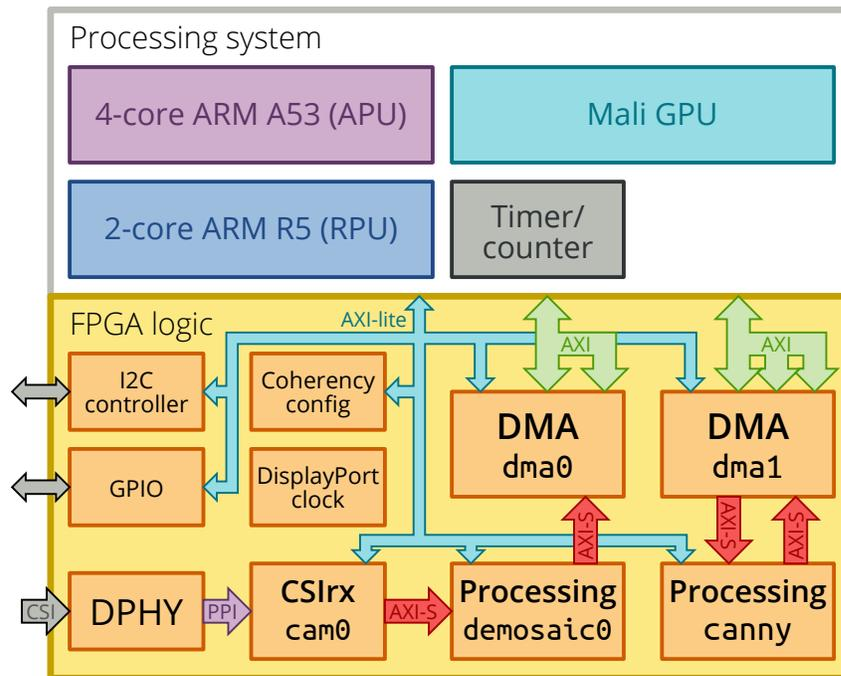 Processing system
4-core ARM A53 (APU)
Mali GPU
2-core ARM R5 (RPU)
Timer/
counter
FPGA logic
AXI-lite
AXI
AXI
I2C
controller
Coherency
config
DMA
dma0
DMA
dma1
GPIO
DisplayPort
clock
AXI-S
AXI-S
AXI-S
CSI
DPHY
PPI
CSIrx
cam0
AXI-S
Processing
demosaic0
Processing
canny